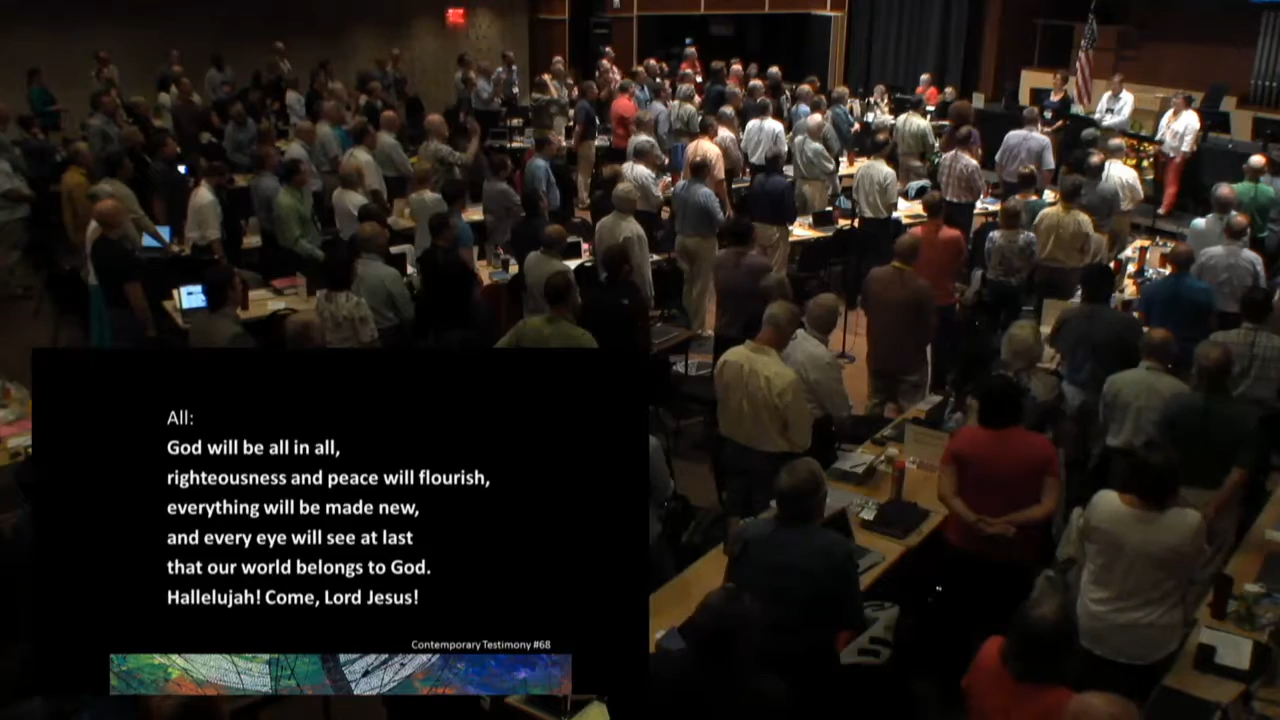 All:
God will be all in all,
righteousness and peace will flourish,
everything will be made new,
and every eye will see at last
that our world belongs to God.
Hallelujah! Come, Lord Jesus!
Contemporary Testimony #68